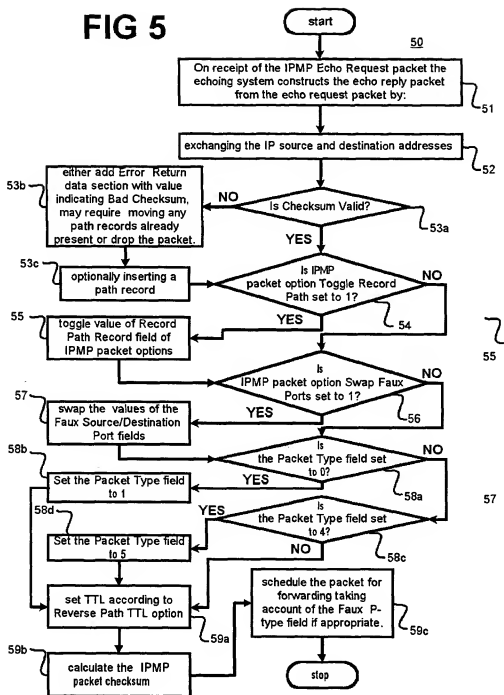 FIG 5
start
50
On receipt of the IPMP Echo Request packet the
echoing system constructs the echo reply packet
from the echo request packet by:
51
exchanging the IP source and destination addresses
52
53b
either add Error Return
data section with value
indicating Bad Checksum,
may require moving any
path records already
present or drop the packet.
NO
Is Checksum Valid?
53a
YES
53c
optionally inserting a
path record
Is IPMP
packet option Toggle Record
Path set to 1?
NO
YES
54
55
toggle value of Record
Path Record field of
IPMP packet options
55
Is
IPMP packet option Swap Faux
Ports set to 1?
NO
YES
56
57
swap the values of the
Faux Source/Destination
Port fields
Is
the Packet Type field set
to 0?
NO
YES
58a
57
58b
Set the Packet Type field
to 1
58d
YES
Is
the Packet Type field set
to 4?
NO
58c
Set the Packet Type field
to 5
set TTL according to
Reverse Path TTL option
59a
schedule the packet for
forwarding taking
account of the Faux P-
type field if appropriate.
59c
59b
calculate the IPMP
packet checksum
stop